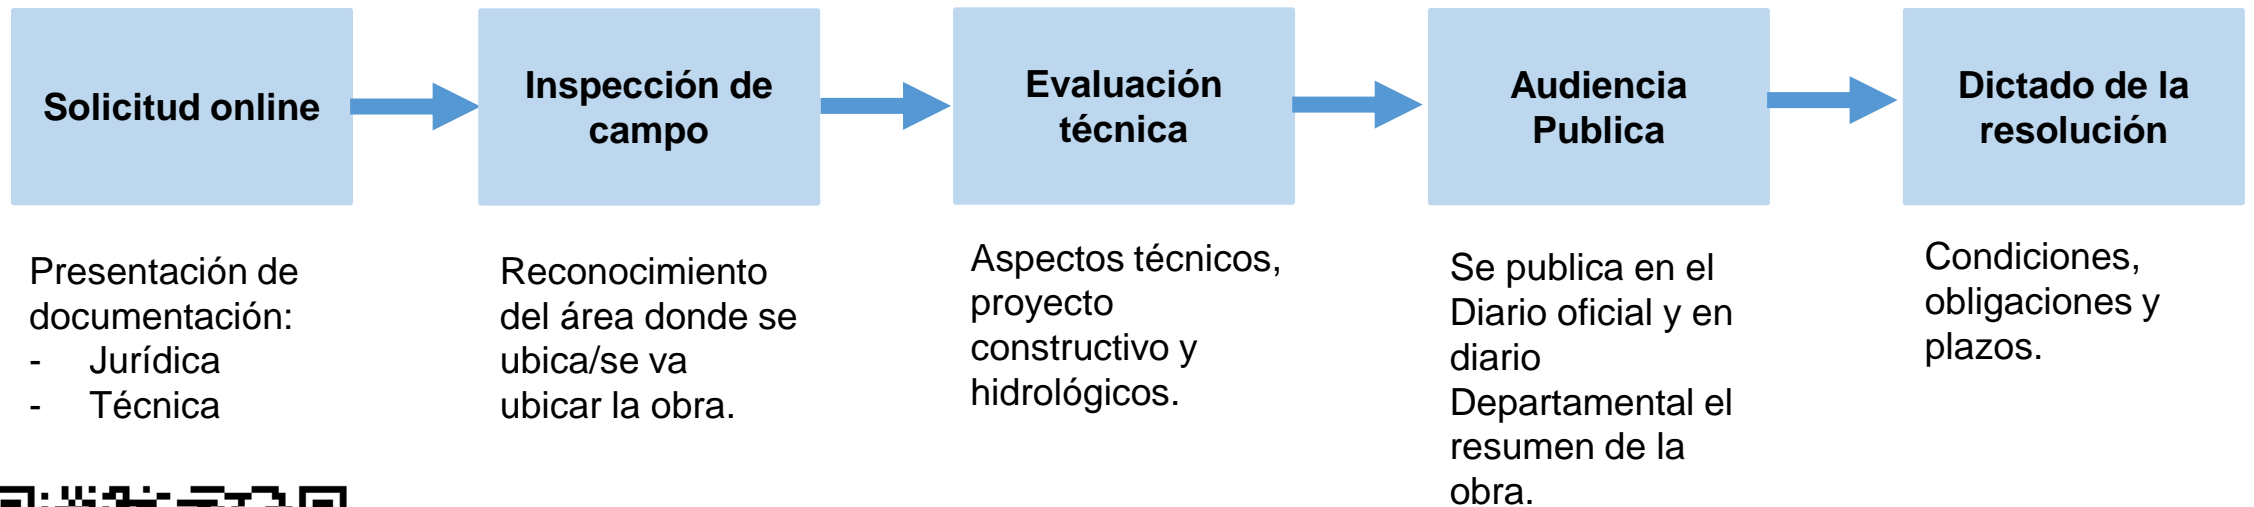 Solicitud online
Inspección de
campo
Evaluación
técnica
Audiencia
Publica
Dictado de la
resolución
Presentación de
documentación:
- Jurídica
- Técnica
Reconocimiento
del área donde se
ubica/se va
ubicar la obra.
Aspectos técnicos,
proyecto
constructivo y
hidrológicos.
Se publica en el
Diario oficial y en
diario
Departamental el
resumen de la
obra.
Condiciones,
obligaciones y
plazos.